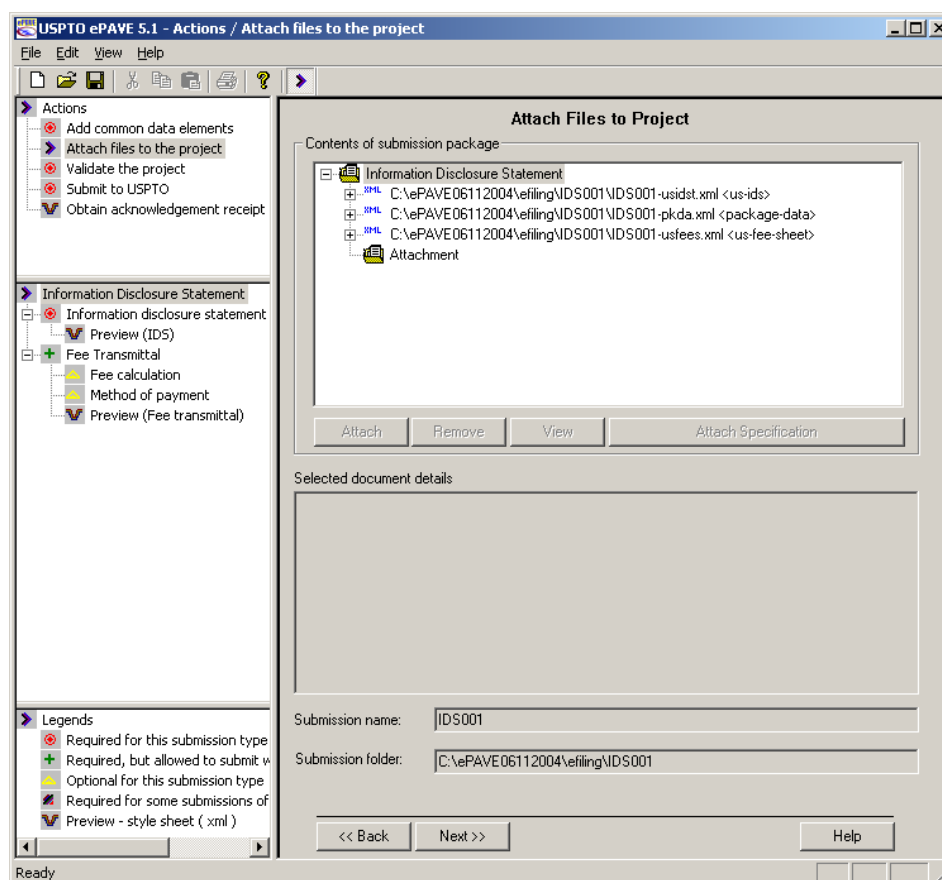 USPTO ePAVE 5.1 - Actions / Attach files to the project
File Edit View Help
Actions
Add common data elements
Attach files to the project
Validate the project
Submit to USPTO
Obtain acknowledgement receipt
Information Disclosure Statement
Information disclosure statement
Preview (IDS)
Fee Transmittal
Fee calculation
Method of payment
Preview (Fee transmittal)
Legends
Required for this submission type
Required, but allowed to submit w
Optional for this submission type
Required for some submissions of
Preview - style sheet ( xml )
Attach Files to Project
Contents of submission package
Information Disclosure Statement
XML C:\ePAVE06112004\efiling\IDS001\IDS001-usidst.xml <us-ids>
XML C:\ePAVE06112004\efiling\IDS001\IDS001-pkda.xml <package-data>
XML C:\ePAVE06112004\efiling\IDS001\IDS001-usfees.xml <us-fee-sheet>
Attachment
Attach Remove View Attach Specification
Selected document details
Submission name: IDS001
Submission folder: C:\ePAVE06112004\efiling\IDS001
<< Back Next >> Help
Ready